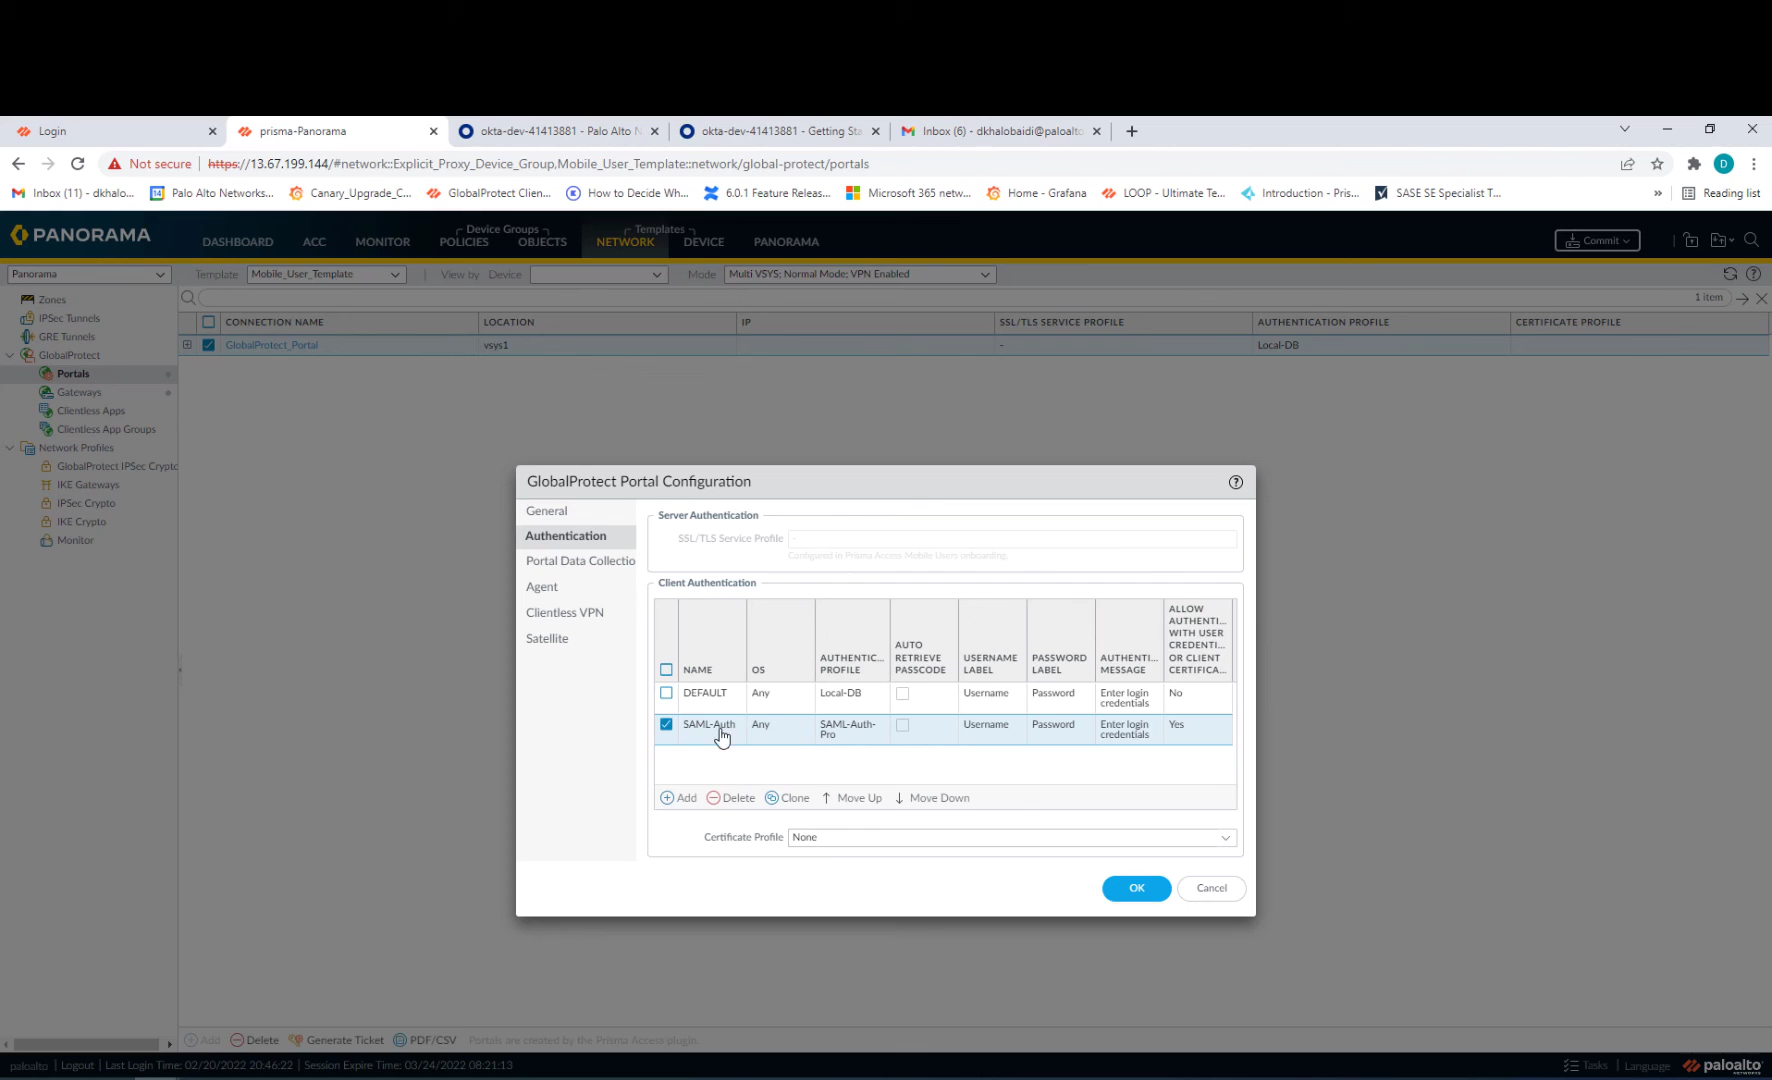 Login
prisma-Panorama
okta-dev-41413881 - Palo Alto N
okta-dev-41413881 - Getting Sta
Inbox (6) - dkhalobaidi@paloalto
Not secure
https://13.67.199.144/#network::Explicit_Proxy_Device_Group,Mobile_User_Template::network/global-protect/portals
D
Inbox (11) - dkhalo...
14
Palo Alto Networks...
Canary_Upgrade_C...
GlobalProtect Clien...
How to Decide Wh...
6.0.1 Feature Releas...
Microsoft 365 netw...
Home - Grafana
LOOP - Ultimate Te...
Introduction - Pris...
SASE SE Specialist T...
»
Reading list
PANORAMA
DASHBOARD
ACC
MONITOR
Device Groups
POLICIES
OBJECTS
Templates
NETWORK
DEVICE
PANORAMA
Commit
Panorama
Template
Mobile_User_Template
View by
Device
Mode
Multi VSYS; Normal Mode; VPN Enabled
Zones
IPSec Tunnels
GRE Tunnels
GlobalProtect
Portals
Gateways
Clientless Apps
Clientless App Groups
Network Profiles
GlobalProtect IPSec Crypto
IKE Gateways
IPSec Crypto
IKE Crypto
Monitor
1 item
CONNECTION NAME
LOCATION
IP
SSL/TLS SERVICE PROFILE
AUTHENTICATION PROFILE
CERTIFICATE PROFILE
GlobalProtect_Portal
vsys1
-
Local-DB
GlobalProtect Portal Configuration
General
Authentication
Portal Data Collectio
Agent
Clientless VPN
Satellite
Server Authentication
SSL/TLS Service Profile
-
Configured in Prisma Access Mobile Users onboarding.
Client Authentication
NAME
OS
AUTHENTIC...
PROFILE
AUTO
RETRIEVE
PASSCODE
USERNAME
LABEL
PASSWORD
LABEL
AUTHENTI...
MESSAGE
ALLOW
AUTHENTI...
WITH USER
CREDENTI...
OR CLIENT
CERTIFICA...
DEFAULT
Any
Local-DB
Username
Password
Enter login
credentials
No
SAML-Auth
Any
SAML-Auth-
Pro
Username
Password
Enter login
credentials
Yes
Add
Delete
Clone
Move Up
Move Down
Certificate Profile
None
OK
Cancel
Add
Delete
Generate Ticket
PDF/CSV
Portals are created by the Prisma Access plugin.
paloalto | Logout | Last Login Time: 02/20/2022 20:46:22 | Session Expire Time: 03/24/2022 08:21:13
Tasks | Language
paloalto
NETWORKS